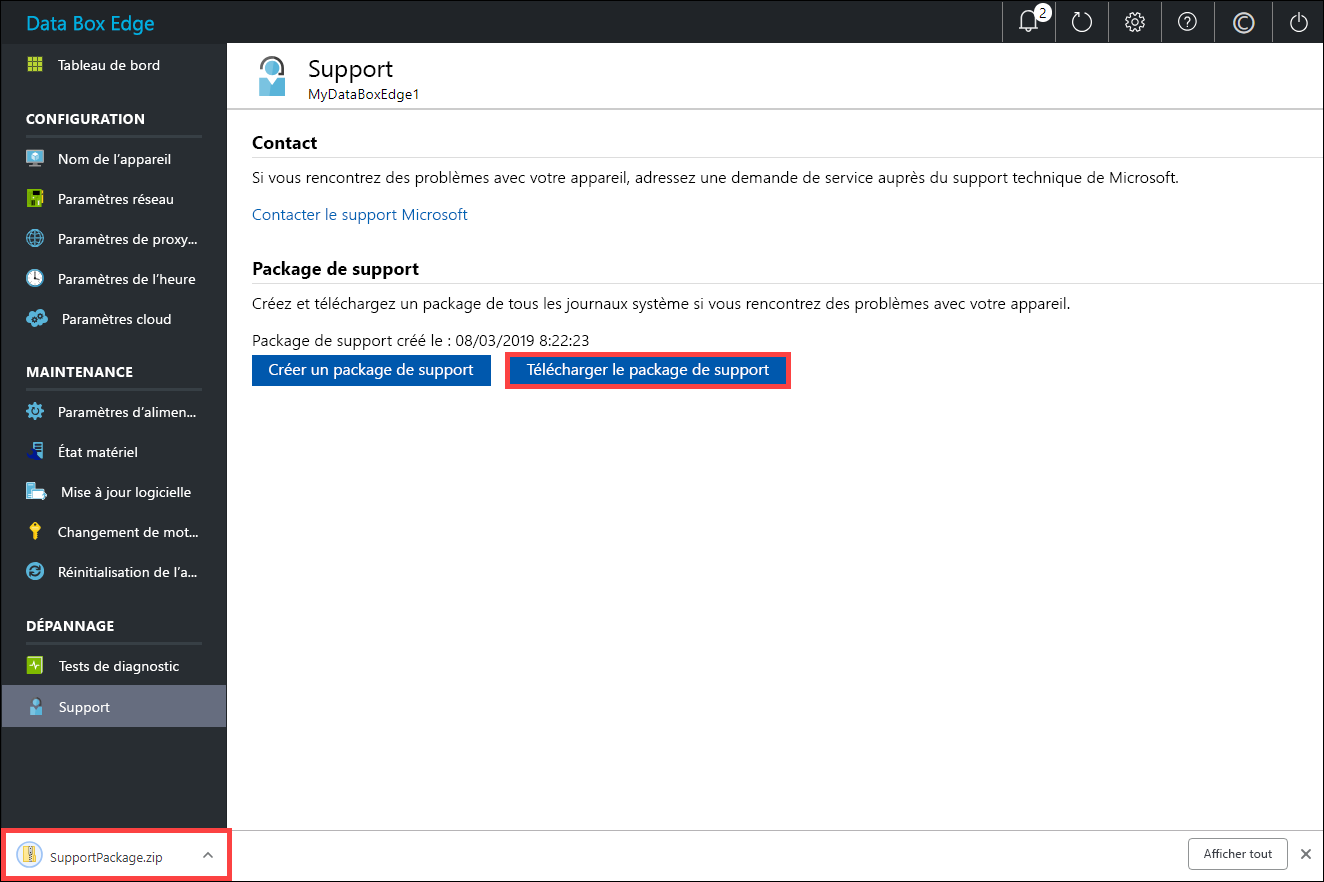 Data Box Edge
2
Tableau de bord
CONFIGURATION
Nom de l’appareil
Paramètres réseau
Paramètres de proxy...
Paramètres de l’heure
Paramètres cloud
MAINTENANCE
Paramètres d’alimen...
État matériel
Mise à jour logicielle
Changement de mot...
Réinitialisation de l’a...
DÉPANNAGE
Tests de diagnostic
Support
Support
MyDataBoxEdge1
Contact
Si vous rencontrez des problèmes avec votre appareil, adressez une demande de service auprès du support technique de Microsoft.
Contacter le support Microsoft
Package de support
Créez et téléchargez un package de tous les journaux système si vous rencontrez des problèmes avec votre appareil.
Package de support créé le : 08/03/2019 8:22:23
Créer un package de support
Télécharger le package de support
SupportPackage.zip
Afficher tout